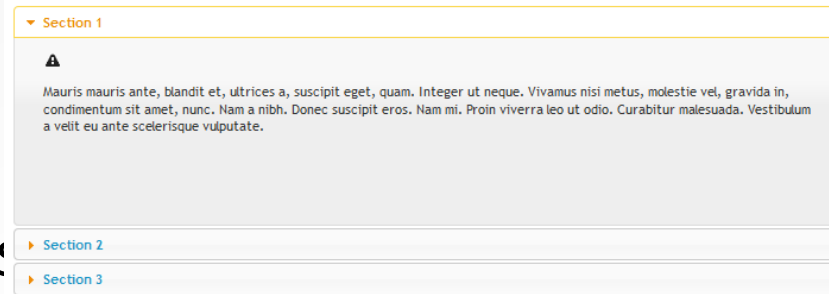 Section 1
Mauris mauris ante, blandit et, ultrices a, suscipit eget, quam. Integer ut neque. Vivamus nisi metus, molestie vel, gravida in,
condimentum sit amet, nunc. Nam a nibh. Donec suscipit eros. Nam mi. Proin viverra leo ut odio. Curabitur malesuada. Vestibulum
a velit eu ante scelerisque vulputate.
Section 2
Section 3